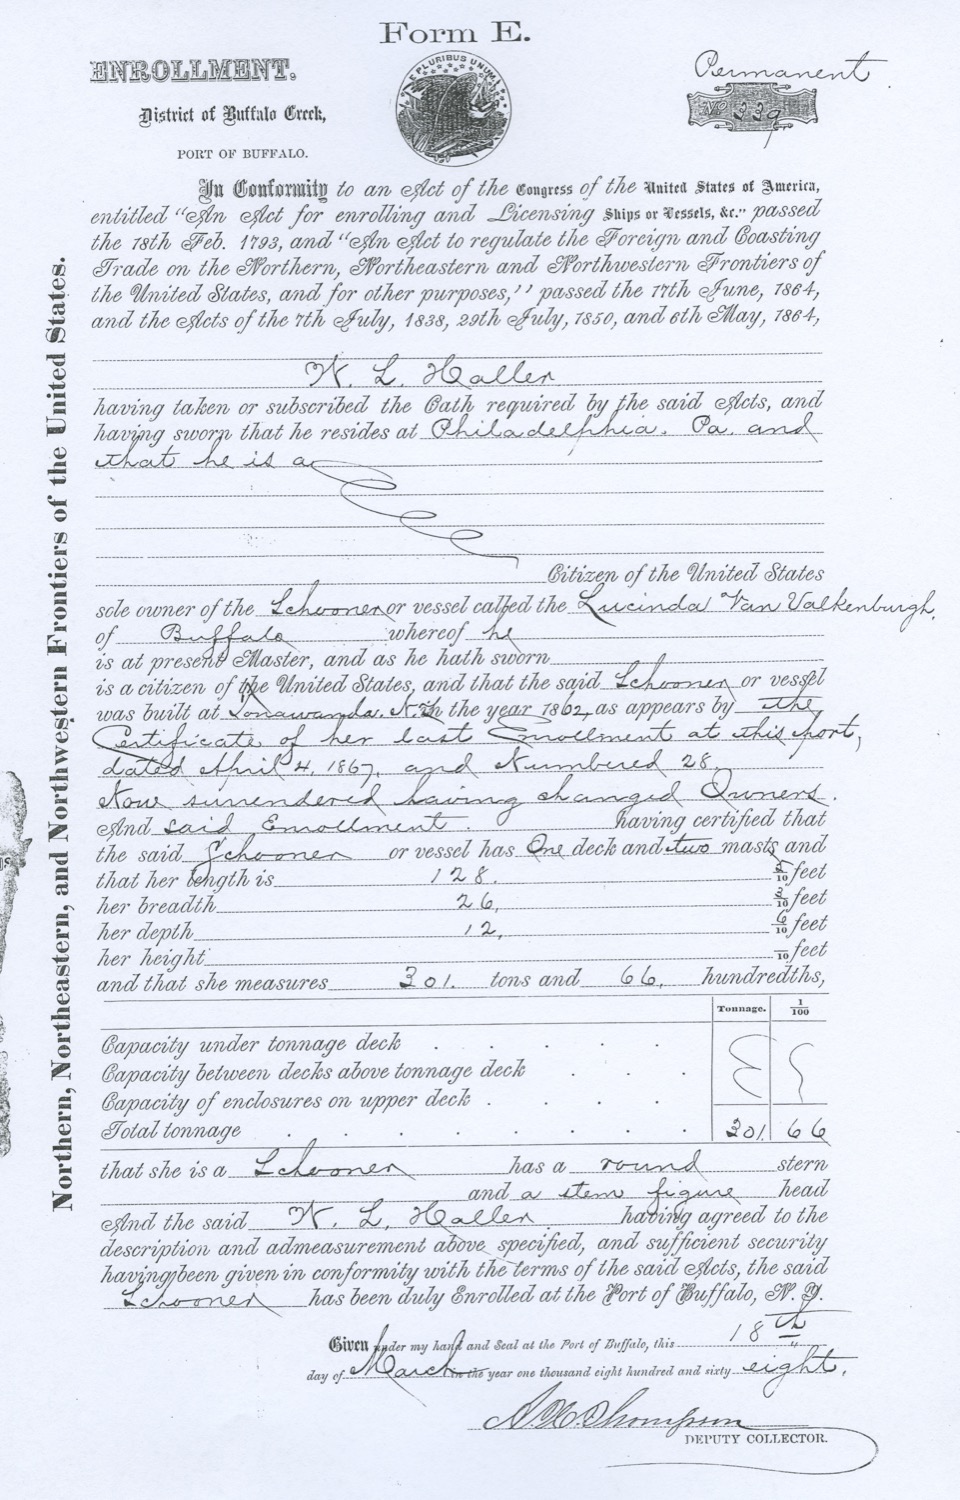 Form E.
ENROLLMENT.
District of Buffalo Creek,
PORT OF BUFFALO.
E PLURIBUS UNUM
Permanent
No 339
Northern, Northeastern, and Northwestern Frontiers of the United States.
In Conformity to an Act of the Congress of the United States of America,
entitled "An Act for enrolling and Licensing Ships or Vessels, &c." passed
the 18th Feb. 1793, and "An Act to regulate the Foreign and Coasting
Trade on the Northern, Northeastern and Northwestern Frontiers of
the United States, and for other purposes," passed the 17th June, 1864,
and the Acts of the 7th July, 1838, 29th July, 1850, and 6th May, 1864,
W. L. Haller
having taken or subscribed the Oath required by the said Acts, and
having sworn that he resides at Philadelphia. Pa. and
that he is a
Citizen of the United States
sole owner of the Schooner or vessel called the Lucinda Van Valkenburgh,
of Buffalo whereof he
is at present Master, and as he hath sworn
is a citizen of the United States, and that the said Schooner or vessel
was built at Tonawanda. N.Y. in the year 1862, as appears by the
Certificate of her last Enrollment at this port,
dated April 4, 1867, and Numbered 28.
Now surrendered having changed Owners.
And said Enrollment. having certified that
the said Schooner or vessel has One deck and two masts and
that her length is 128. 5/10 feet
her breadth 26, 3/10 feet
her depth 12, 6/10 feet
her height /10 feet
and that she measures 301. tons and 66, hundredths,
Tonnage. 1/100
Capacity under tonnage deck
Capacity between decks above tonnage deck
Capacity of enclosures on upper deck
Total tonnage 301. 66
that she is a Schooner has a round stern
and a stem figure head
And the said W. L. Haller. having agreed to the
description and admeasurement above specified, and sufficient security
having been given in conformity with the terms of the said Acts, the said
Schooner has been duly Enrolled at the Port of Buffalo, N. Y.
Given under my hand and Seal at the Port of Buffalo, this 18th
day of March in the year one thousand eight hundred and sixty eight.
Thompson
DEPUTY COLLECTOR.